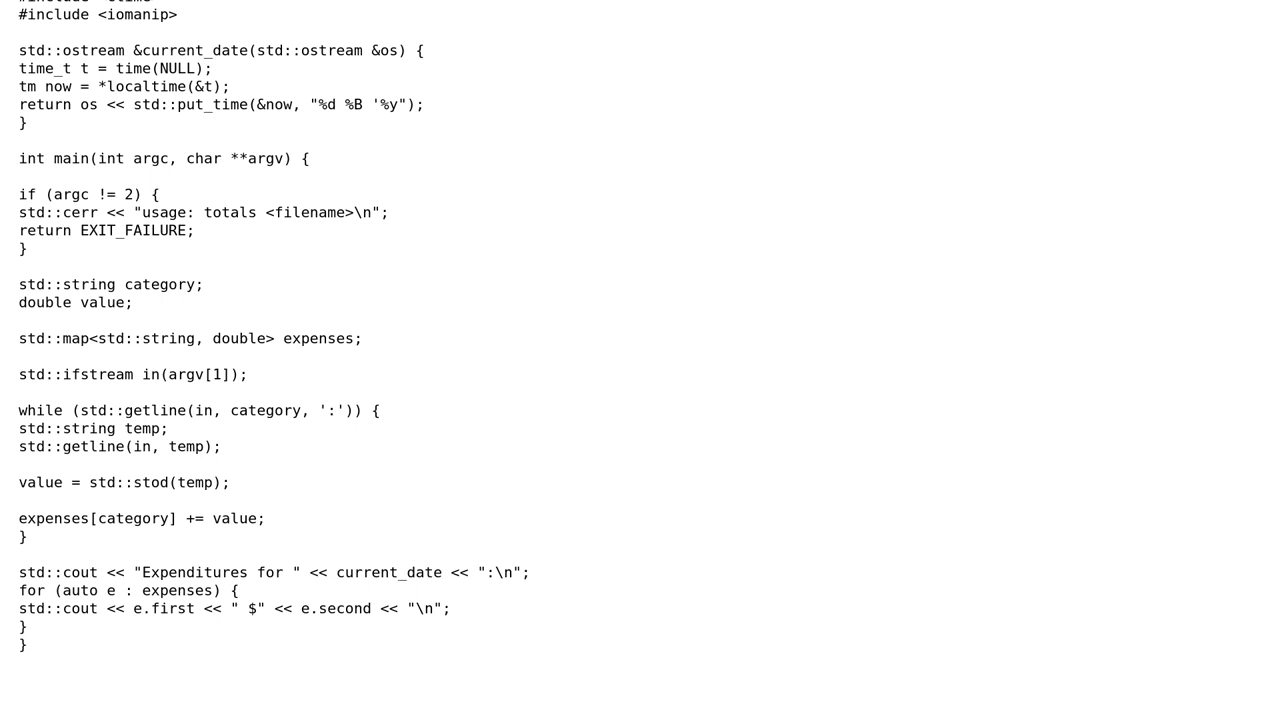 #include <iomanip>
std::ostream &current_date(std::ostream &os) {
time_t t = time(NULL);
tm now = *localtime(&t);
return os << std::put_time(&now, "%d %B '%y");
}
int main(int argc, char **argv) {
if (argc != 2) {
std::cerr << "usage: totals <filename>\n";
return EXIT_FAILURE;
}
std::string category;
double value;
std::map<std::string, double> expenses;
std::ifstream in(argv[1]);
while (std::getline(in, category, ':')) {
std::string temp;
std::getline(in, temp);
value = std::stod(temp);
expenses[category] += value;
}
std::cout << "Expenditures for " << current_date << ":\n";
for (auto e : expenses) {
std::cout << e.first << " $" << e.second << "\n";
}
}